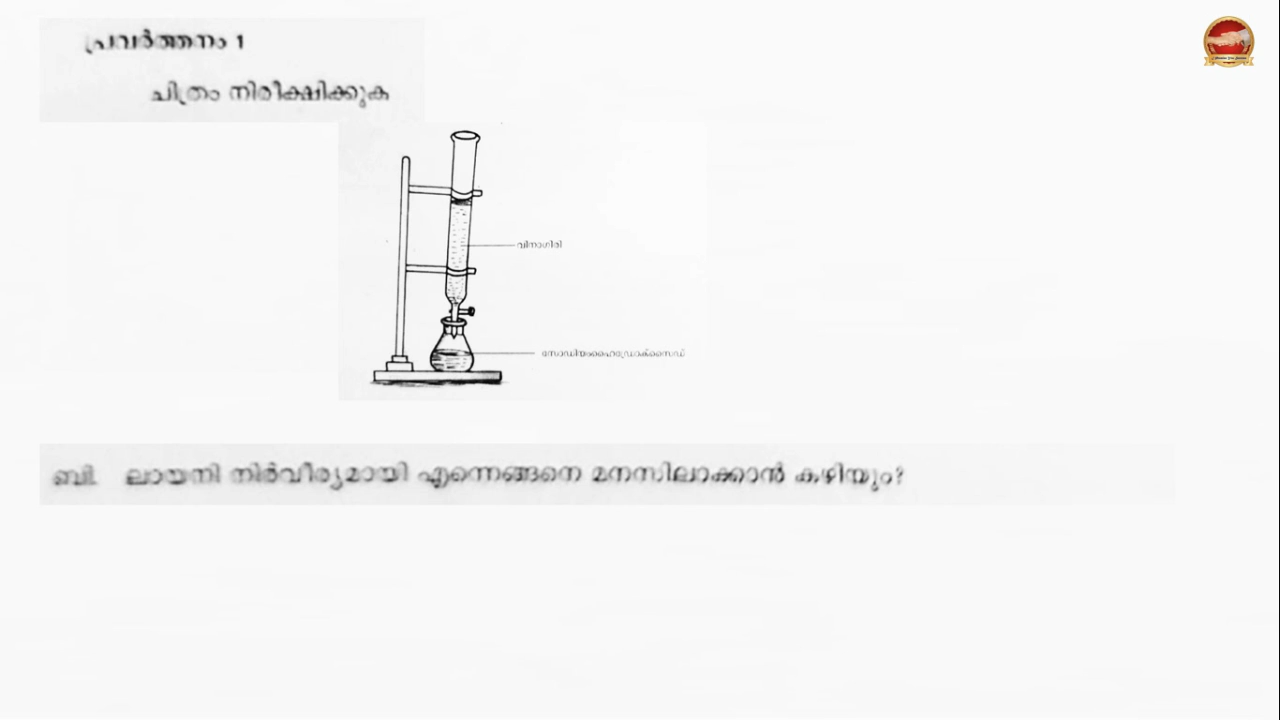 പ്രവർത്തനം 1
ചിത്രം നിരീക്ഷിക്കുക
വിനാഗിരി
സോഡിയംഹൈഡ്രോക്സൈഡ്
ബി. ലായനി നിർവീര്യമായി എന്നെങ്ങനെ മനസിലാക്കാൻ കഴിയും?